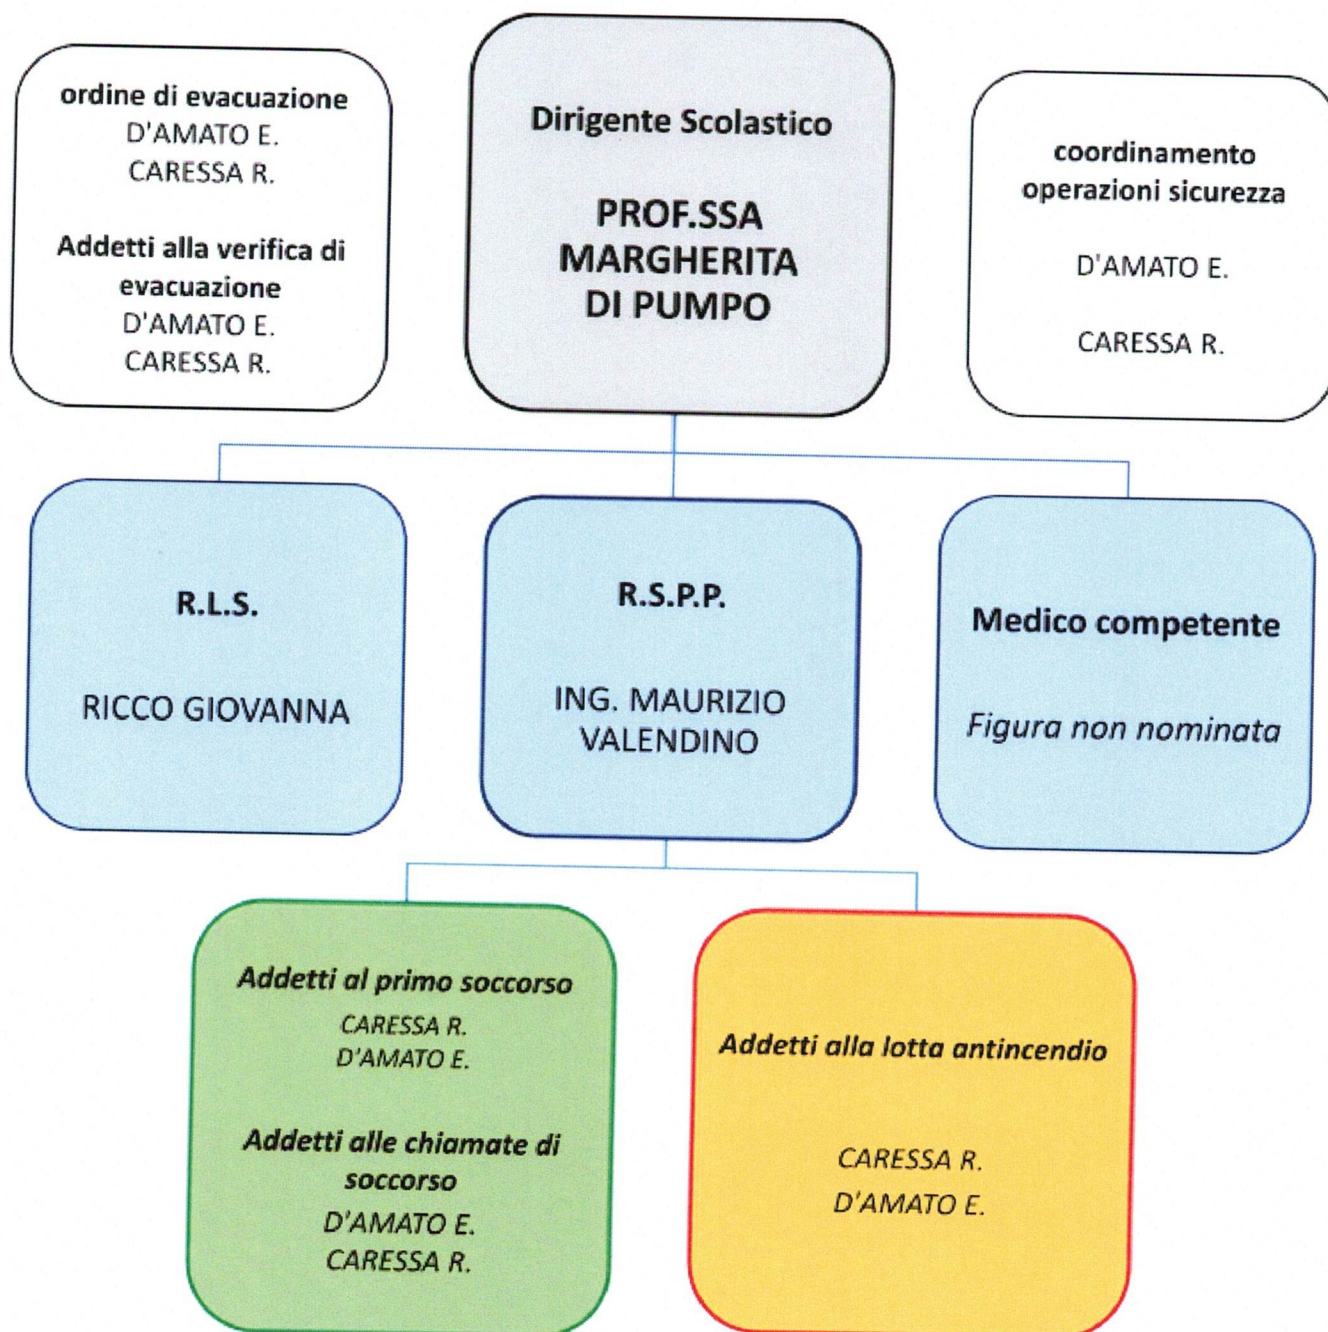 ordine di evacuazione
D'AMATO E.
CARESSA R.
Addetti alla verifica di
evacuazione
D'AMATO E.
CARESSA R.
Dirigente Scolastico
PROF.SSA
MARGHERITA
DI PUMPO
coordinamento
operazioni sicurezza
D'AMATO E.
CARESSA R.
R.L.S.
RICCO GIOVANNA
R.S.P.P.
ING. MAURIZIO
VALENDINO
Medico competente
Figura non nominata
Addetti al primo soccorso
CARESSA R.
D'AMATO E.
Addetti alle chiamate di
soccorso
D'AMATO E.
CARESSA R.
Addetti alla lotta antincendio
CARESSA R.
D'AMATO E.